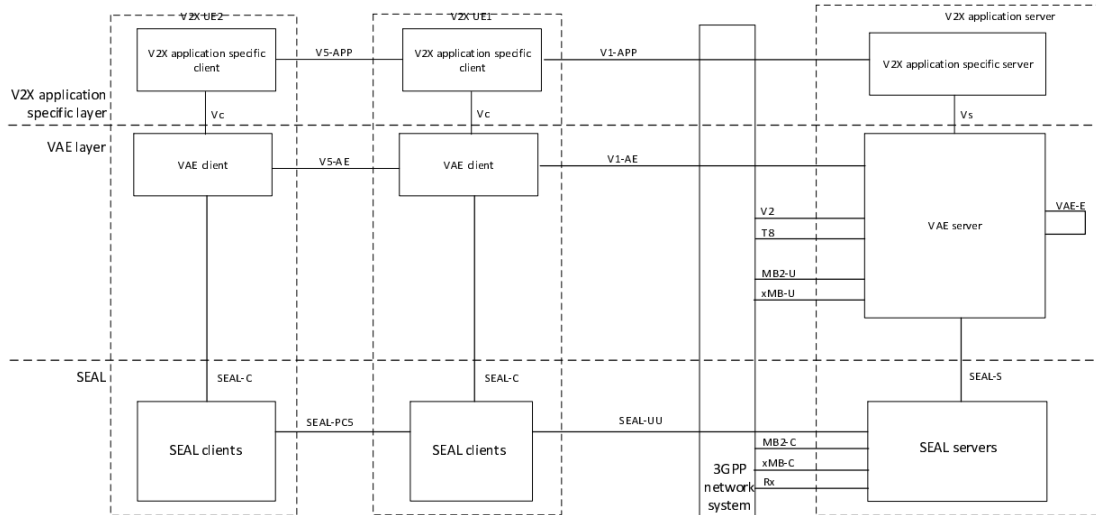 V2X UE2
V2X UE1
V2X application server
V2X application specific
client
V5-APP
V2X application specific
client
V1-APP
V2X application specific server
V2X application
specific layer
Vc
Vc
Vs
VAE layer
VAE client
V5-AE
VAE client
V1-AE
V2
T8
MB2-U
xMB-U
VAE server
VAE-E
SEAL
SEAL-C
SEAL-C
SEAL-S
SEAL clients
SEAL-PC5
SEAL clients
SEAL-UU
MB2-C
xMB-C
Rx
SEAL servers
3GPP
network
system